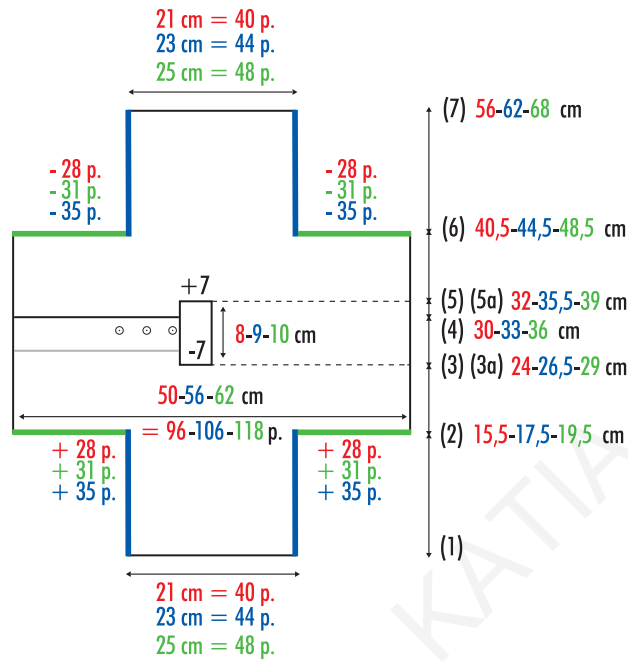 21 cm = 40 p.
23 cm = 44 p.
25 cm = 48 p.
(7) 56-62-68 cm
- 28 p.
- 31 p.
- 35 p.
- 28 p.
- 31 p.
- 35 p.
(6) 40,5-44,5-48,5 cm
+7
(5) (5a) 32-35,5-39 cm
8-9-10 cm
(4) 30-33-36 cm
-7
(3) (3a) 24-26,5-29 cm
50-56-62 cm
= 96-106-118 p.
(2) 15,5-17,5-19,5 cm
+ 28 p.
+ 31 p.
+ 35 p.
+ 28 p.
+ 31 p.
+ 35 p.
(1)
21 cm = 40 p.
23 cm = 44 p.
25 cm = 48 p.
KATIA